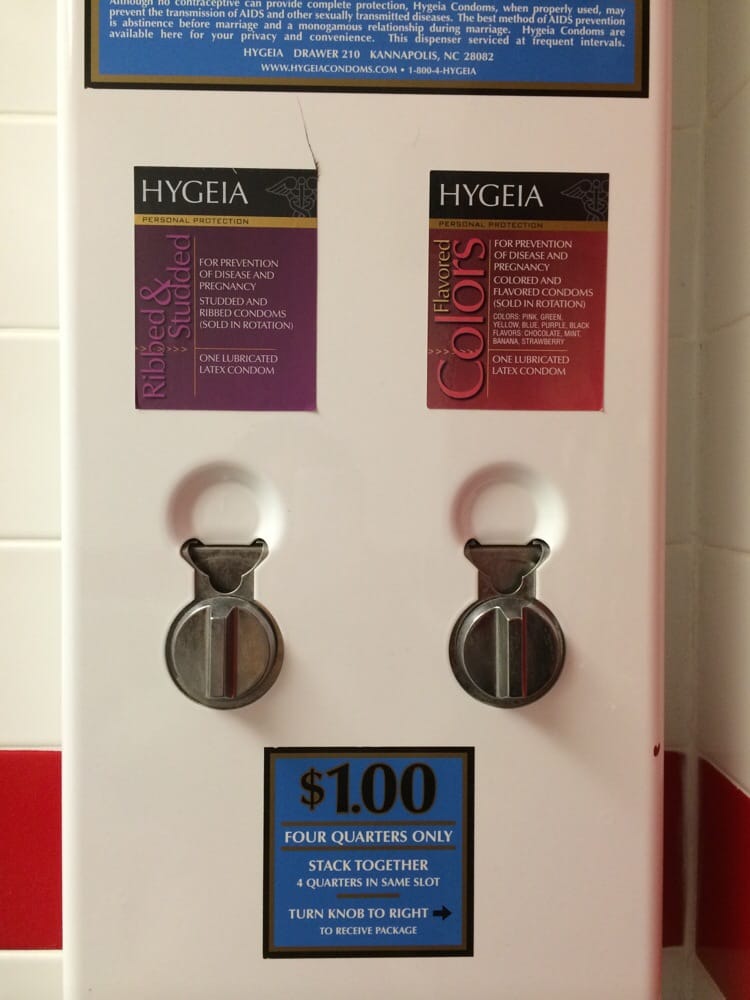 Although no contraceptive can provide complete protection, Hygeia Condoms, when properly used, may
prevent the transmission of AIDS and other sexually transmitted diseases. The best method of AIDS prevention
is abstinence before marriage and a monogamous relationship during marriage. Hygeia Condoms are
available here for your privacy and convenience. This dispenser serviced at frequent intervals.
HYGEIA DRAWER 210 KANNAPOLIS, NC 28082
WWW.HYGEIACONDOMS.COM • 1-800-4-HYGEIA
HYGEIA
PERSONAL PROTECTION
Ribbed &
Studded
FOR PREVENTION
OF DISEASE AND
PREGNANCY
STUDDED AND
RIBBED CONDOMS
(SOLD IN ROTATION)
>>>>>
ONE LUBRICATED
LATEX CONDOM
HYGEIA
PERSONAL PROTECTION
Flavored
Colors
FOR PREVENTION
OF DISEASE AND
PREGNANCY
COLORED AND
FLAVORED CONDOMS
(SOLD IN ROTATION)
COLORS: PINK, GREEN,
YELLOW, BLUE, PURPLE, BLACK
FLAVORS: CHOCOLATE, MINT,
BANANA, STRAWBERRY
>>>>>
ONE LUBRICATED
LATEX CONDOM
$1.00
FOUR QUARTERS ONLY
STACK TOGETHER
4 QUARTERS IN SAME SLOT
TURN KNOB TO RIGHT →
TO RECEIVE PACKAGE